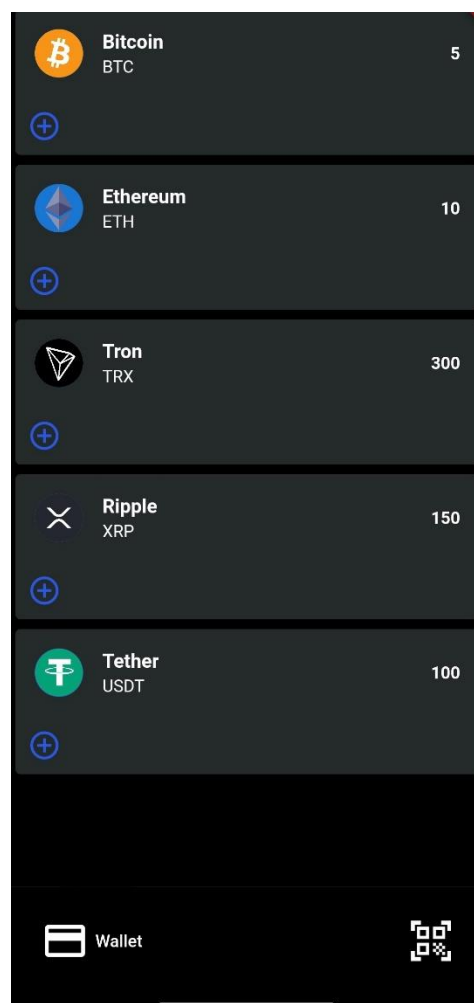 Bitcoin
BTC
5
Ethereum
ETH
10
Tron
TRX
300
Ripple
XRP
150
Tether
USDT
100
Wallet